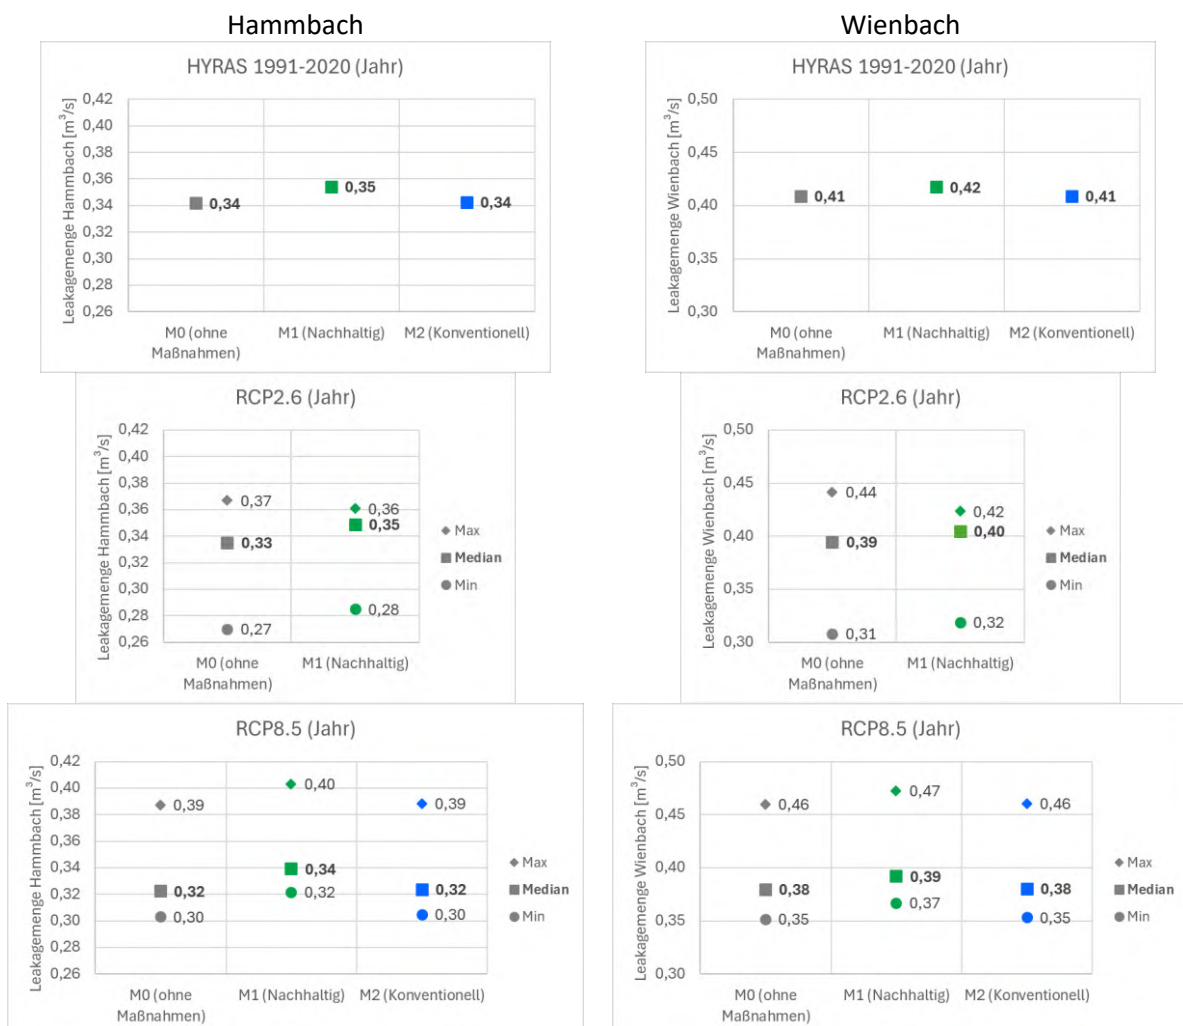 Hammbach
HYRAS 1991-2020 (Jahr)
Leakagemenge Hammbach [m³/s]
0,42
0,40
0,38
0,36
0,34
0,32
0,30
0,28
0,26
0,34
0,35
0,34
M0 (ohne
Maßnahmen)
M1 (Nachhaltig)
M2 (Konventionell)
Wienbach
HYRAS 1991-2020 (Jahr)
Leakagemenge Wienbach [m³/s]
0,50
0,45
0,40
0,35
0,30
0,41
0,42
0,41
M0 (ohne
Maßnahmen)
M1 (Nachhaltig)
M2 (Konventionell)
RCP2.6 (Jahr)
Leakagemenge Hammbach [m³/s]
0,42
0,40
0,38
0,36
0,34
0,32
0,30
0,28
0,26
0,37
0,33
0,27
0,36
0,35
0,28
M0 (ohne
Maßnahmen)
M1 (Nachhaltig)
Max
Median
Min
RCP2.6 (Jahr)
Leakagemenge Wienbach [m³/s]
0,50
0,45
0,40
0,35
0,30
0,44
0,39
0,31
0,42
0,40
0,32
M0 (ohne
Maßnahmen)
M1 (Nachhaltig)
Max
Median
Min
RCP8.5 (Jahr)
Leakagemenge Hammbach [m³/s]
0,42
0,40
0,38
0,36
0,34
0,32
0,30
0,28
0,26
0,39
0,32
0,30
0,40
0,34
0,32
0,39
0,32
0,30
M0 (ohne
Maßnahmen)
M1 (Nachhaltig)
M2 (Konventionell)
Max
Median
Min
RCP8.5 (Jahr)
Leakagemenge Wienbach [m³/s]
0,50
0,45
0,40
0,35
0,30
0,46
0,38
0,35
0,47
0,39
0,37
0,46
0,38
0,35
M0 (ohne
Maßnahmen)
M1 (Nachhaltig)
M2 (Konventionell)
Max
Median
Min